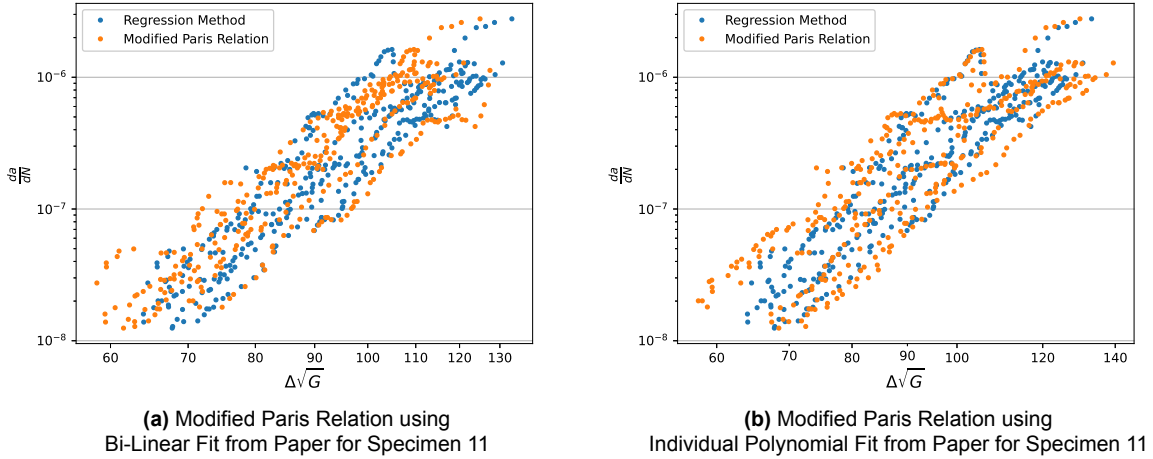 Regression Method
Modified Paris Relation
10⁻⁶
10⁻⁷
10⁻⁸
da
dN
60 70 80 90 100 110 120 130
Δ√G
(a) Modified Paris Relation using
Bi-Linear Fit from Paper for Specimen 11
Regression Method
Modified Paris Relation
10⁻⁶
10⁻⁷
10⁻⁸
da
dN
60 70 80 90 100 120 140
Δ√G
(b) Modified Paris Relation using
Individual Polynomial Fit from Paper for Specimen 11